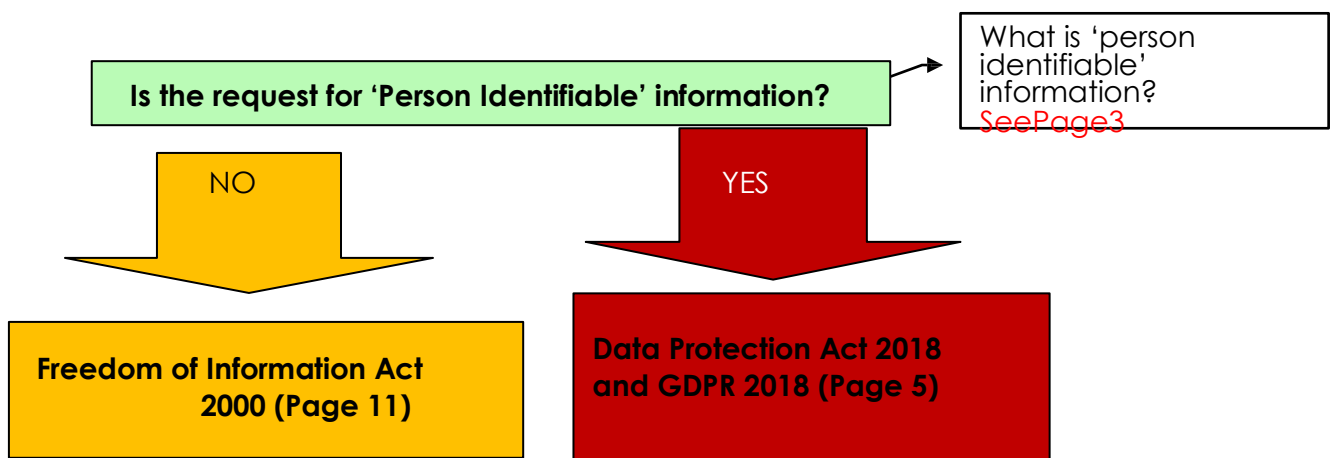 What is ‘person
identifiable’
information?
SeePage3
Is the request for ‘Person Identifiable’ information?
NO
YES
Freedom of Information Act
2000 (Page 11)
Data Protection Act 2018
and GDPR 2018 (Page 5)